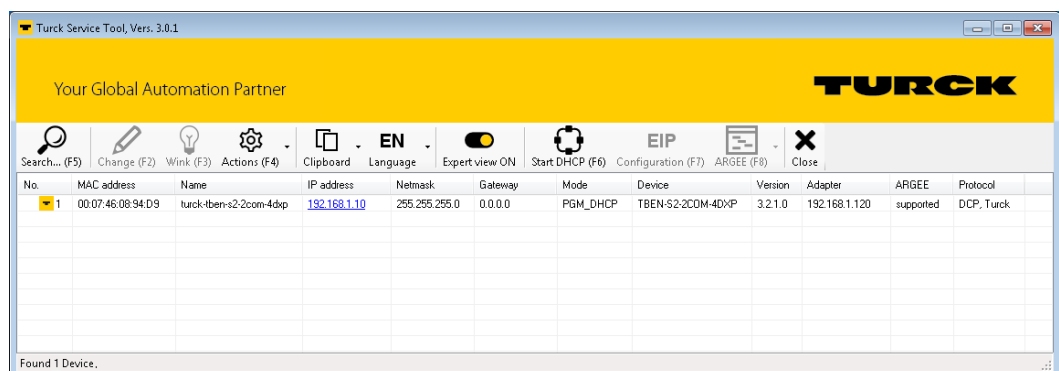 Turck Service Tool, Vers. 3.0.1
Your Global Automation Partner
TURCK
EN EIP
Search... (F5) Change (F2) Wink (F3) Actions (F4) Clipboard Language Expert view ON Start DHCP (F6) Configuration (F7) ARGEE (F8) Close
No. MAC address Name IP address Netmask Gateway Mode Device Version Adapter ARGEE Protocol
1 00:07:46:08:94:D9 turck-tben-s2-2com-4dxp 192.168.1.10 255.255.255.0 0.0.0.0 PGM_DHCP TBEN-S2-2COM-4DXP 3.2.1.0 192.168.1.120 supported DCP, Turck
Found 1 Device.